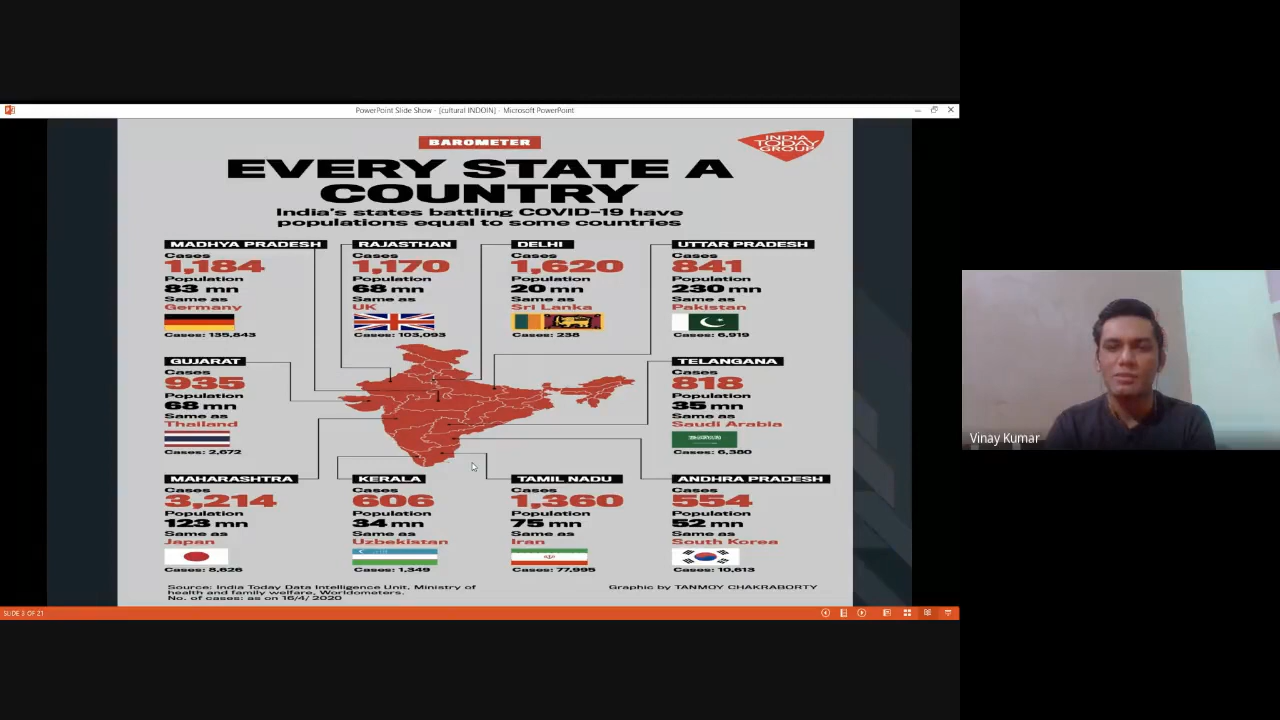 PowerPoint Slide Show - [cultural INDOIN] - Microsoft PowerPoint
BAROMETER
INDIA
TODAY
GROUP
EVERY STATE A
COUNTRY
India's states battling COVID-19 have
populations equal to some countries
MADHYA PRADESH
Cases
1,184
Population
83 mn
Same as
Germany
Cases: 135,843
RAJASTHAN
Cases
1,170
Population
68 mn
Same as
UK
Cases: 103,093
DELHI
Cases
1,620
Population
20 mn
Same as
Sri Lanka
Cases: 238
UTTAR PRADESH
Cases
841
Population
230 mn
Same as
Pakistan
Cases: 6,919
GUJARAT
Cases
935
Population
68 mn
Same as
Thailand
Cases: 2,672
TELANGANA
Cases
818
Population
35 mn
Same as
Saudi Arabia
Cases: 6,380
MAHARASHTRA
Cases
3,214
Population
123 mn
Same as
Japan
Cases: 8,626
KERALA
Cases
606
Population
34 mn
Same as
Uzbekistan
Cases: 1,349
TAMIL NADU
Cases
1,360
Population
75 mn
Same as
Iran
Cases: 77,995
ANDHRA PRADESH
Cases
554
Population
52 mn
Same as
South Korea
Cases: 10,613
Source: India Today Data Intelligence Unit, Ministry of
health and family welfare, Worldometers.
No. of cases: as on 16/4/ 2020
Graphic by TANMOY CHAKRABORTY
SLIDE 3 OF 21
Vinay Kumar